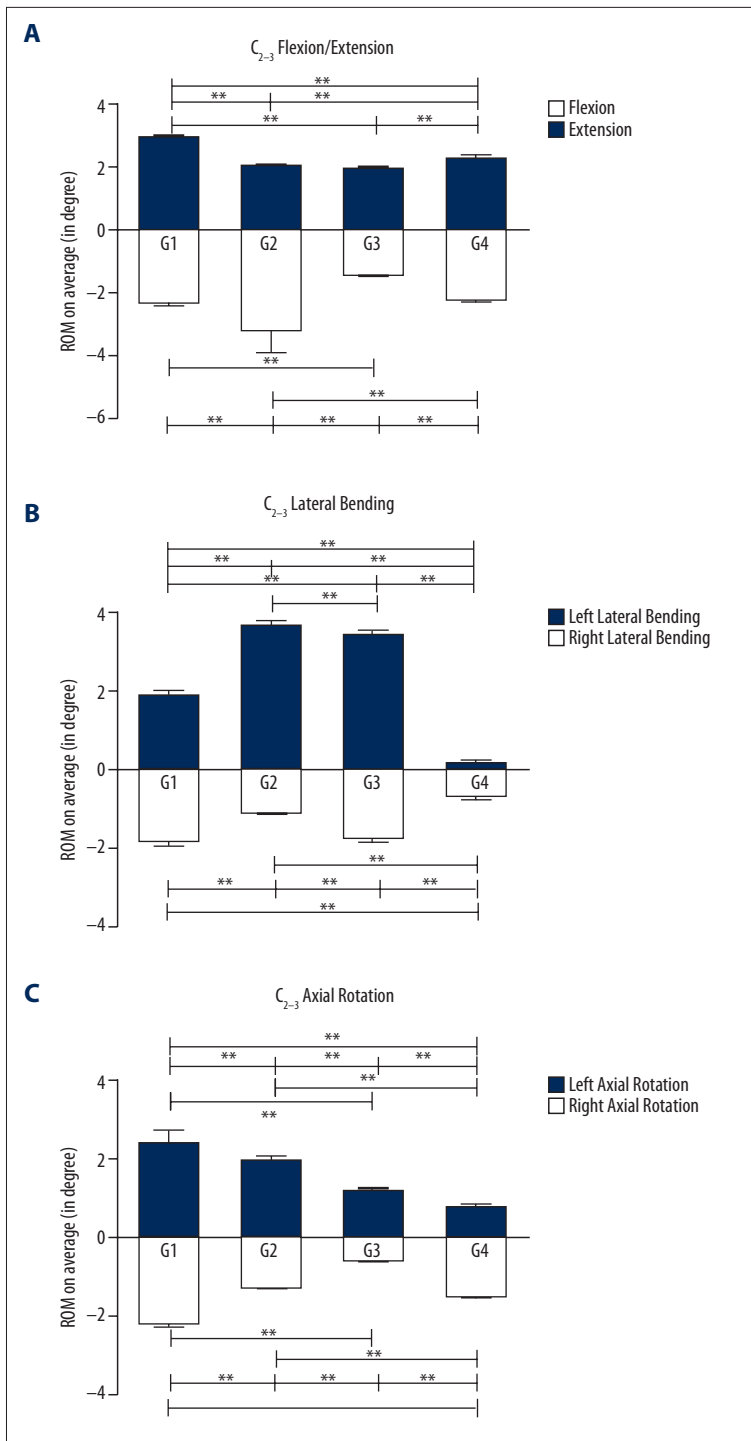 A
C2–3 Flexion/Extension
**
** **
** **
4
2
0
−2
−4
−6
ROM on average (in degree)
G1 G2 G3 G4
Flexion
Extension
**
**
** ** **
B
C2–3 Lateral Bending
**
** **
** **
**
4
2
0
−2
−4
ROM on average (in degree)
G1 G2 G3 G4
Left Lateral Bending
Right Lateral Bending
**
** ** **
**
C
C2–3 Axial Rotation
**
** ** **
**
**
4
2
0
−2
−4
ROM on average (in degree)
G1 G2 G3 G4
Left Axial Rotation
Right Axial Rotation
**
**
** ** **